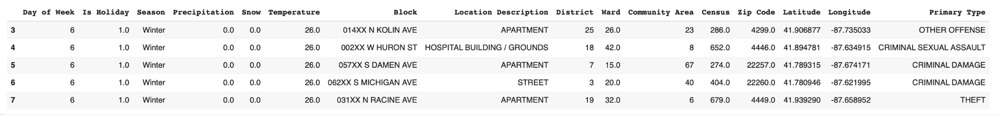 Day of Week Is Holiday Season Precipitation Snow Temperature Block Location Description District Ward Community Area Census Zip Code Latitude Longitude Primary Type
3 6 1.0 Winter 0.0 0.0 26.0 014XX N KOLIN AVE APARTMENT 25 26.0 23 286.0 4299.0 41.906877 -87.735033 OTHER OFFENSE
4 6 1.0 Winter 0.0 0.0 26.0 002XX W HURON ST HOSPITAL BUILDING / GROUNDS 18 42.0 8 652.0 4446.0 41.894781 -87.634915 CRIMINAL SEXUAL ASSAULT
5 6 1.0 Winter 0.0 0.0 26.0 057XX S DAMEN AVE APARTMENT 7 15.0 67 274.0 22257.0 41.789315 -87.674171 CRIMINAL DAMAGE
6 6 1.0 Winter 0.0 0.0 26.0 062XX S MICHIGAN AVE STREET 3 20.0 40 404.0 22260.0 41.780946 -87.621995 CRIMINAL DAMAGE
7 6 1.0 Winter 0.0 0.0 26.0 031XX N RACINE AVE APARTMENT 19 32.0 6 679.0 4449.0 41.939290 -87.658952 THEFT